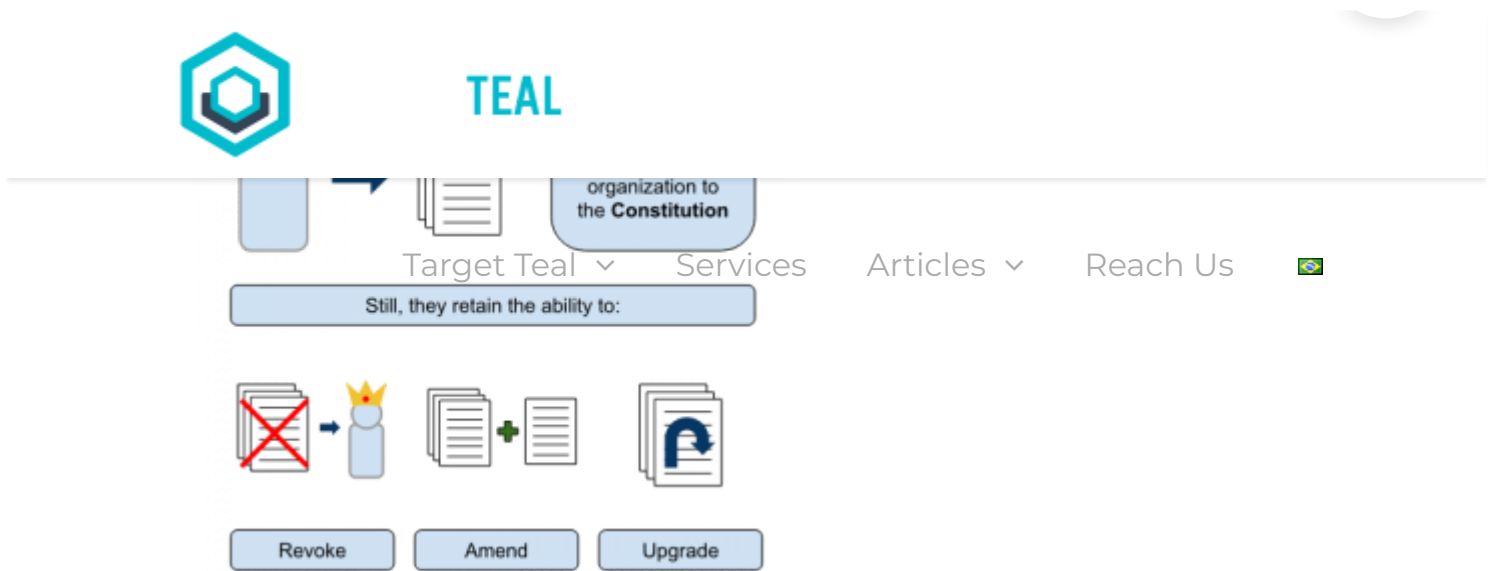 TEAL
organization to
the Constitution
Target Teal Services Articles Reach Us
Still, they retain the ability to:
Revoke Amend Upgrade